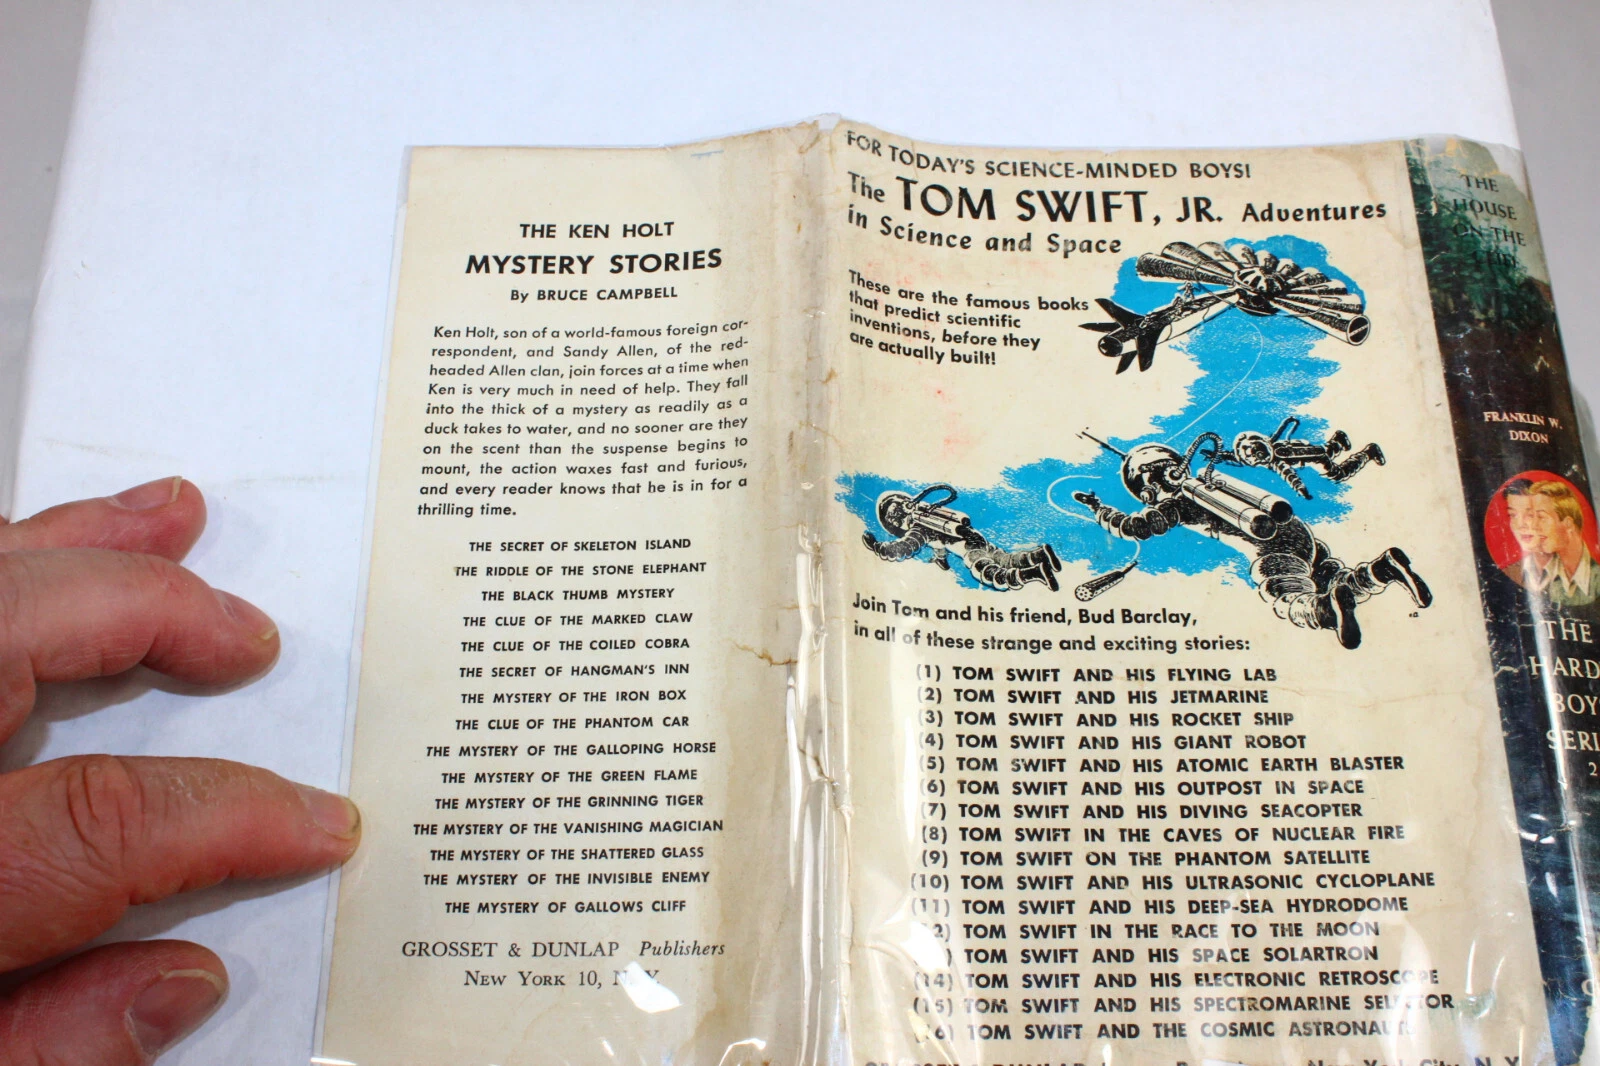 THE KEN HOLT
MYSTERY STORIES
By BRUCE CAMPBELL
Ken Holt, son of a world-famous foreign cor-
respondent, and Sandy Allen, of the red-
headed Allen clan, join forces at a time when
Ken is very much in need of help. They fall
into the thick of a mystery as readily as a
duck takes to water, and no sooner are they
on the scent than the suspense begins to
mount, the action waxes fast and furious,
and every reader knows that he is in for a
thrilling time.
THE SECRET OF SKELETON ISLAND
THE RIDDLE OF THE STONE ELEPHANT
THE BLACK THUMB MYSTERY
THE CLUE OF THE MARKED CLAW
THE CLUE OF THE COILED COBRA
THE SECRET OF HANGMAN'S INN
THE MYSTERY OF THE IRON BOX
THE CLUE OF THE PHANTOM CAR
THE MYSTERY OF THE GALLOPING HORSE
THE MYSTERY OF THE GREEN FLAME
THE MYSTERY OF THE GRINNING TIGER
THE MYSTERY OF THE VANISHING MAGICIAN
THE MYSTERY OF THE SHATTERED GLASS
THE MYSTERY OF THE INVISIBLE ENEMY
THE MYSTERY OF GALLOWS CLIFF
GROSSET & DUNLAP Publishers
NEW YORK 10, N. Y.
FOR TODAY'S SCIENCE-MINDED BOYS!
The TOM SWIFT, JR. Adventures
in Science and Space
These are the famous books
that predict scientific
inventions, before they
are actually built!
Join Tom and his friend, Bud Barclay,
in all of these strange and exciting stories:
(1) TOM SWIFT AND HIS FLYING LAB
(2) TOM SWIFT AND HIS JETMARINE
(3) TOM SWIFT AND HIS ROCKET SHIP
(4) TOM SWIFT AND HIS GIANT ROBOT
(5) TOM SWIFT AND HIS ATOMIC EARTH BLASTER
(6) TOM SWIFT AND HIS OUTPOST IN SPACE
(7) TOM SWIFT AND HIS DIVING SEACOPTER
(8) TOM SWIFT IN THE CAVES OF NUCLEAR FIRE
(9) TOM SWIFT ON THE PHANTOM SATELLITE
(10) TOM SWIFT AND HIS ULTRASONIC CYCLOPLANE
(11) TOM SWIFT AND HIS DEEP-SEA HYDRODOME
(12) TOM SWIFT IN THE RACE TO THE MOON
) TOM SWIFT AND HIS SPACE SOLARTRON
(14) TOM SWIFT AND HIS ELECTRONIC RETROSCOPE
(15) TOM SWIFT AND HIS SPECTROMARINE SELECTOR
(16) TOM SWIFT AND THE COSMIC ASTRONAUTS
New York City, N. Y.
THE
HOUSE
ON THE
CLIFF
FRANKLIN W.
DIXON
THE
HARD
BOY
SERI
2